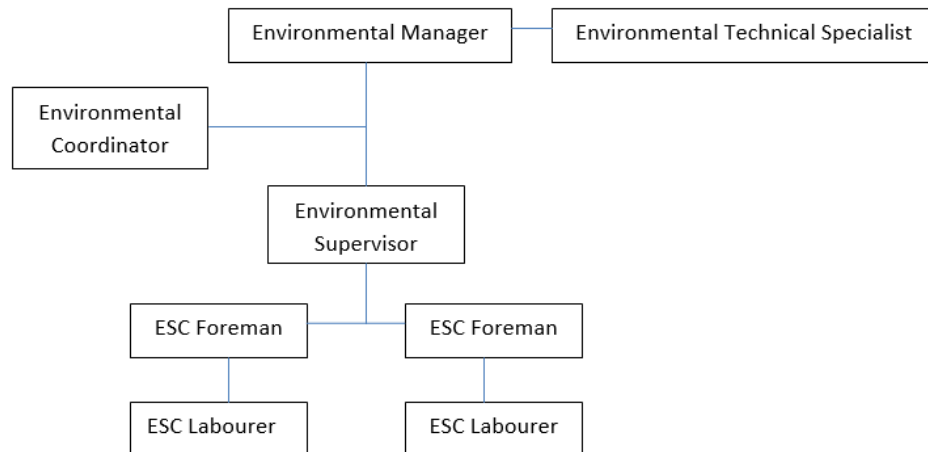 Environmental Manager
Environmental Technical Specialist
Environmental
Coordinator
Environmental
Supervisor
ESC Foreman
ESC Foreman
ESC Labourer
ESC Labourer